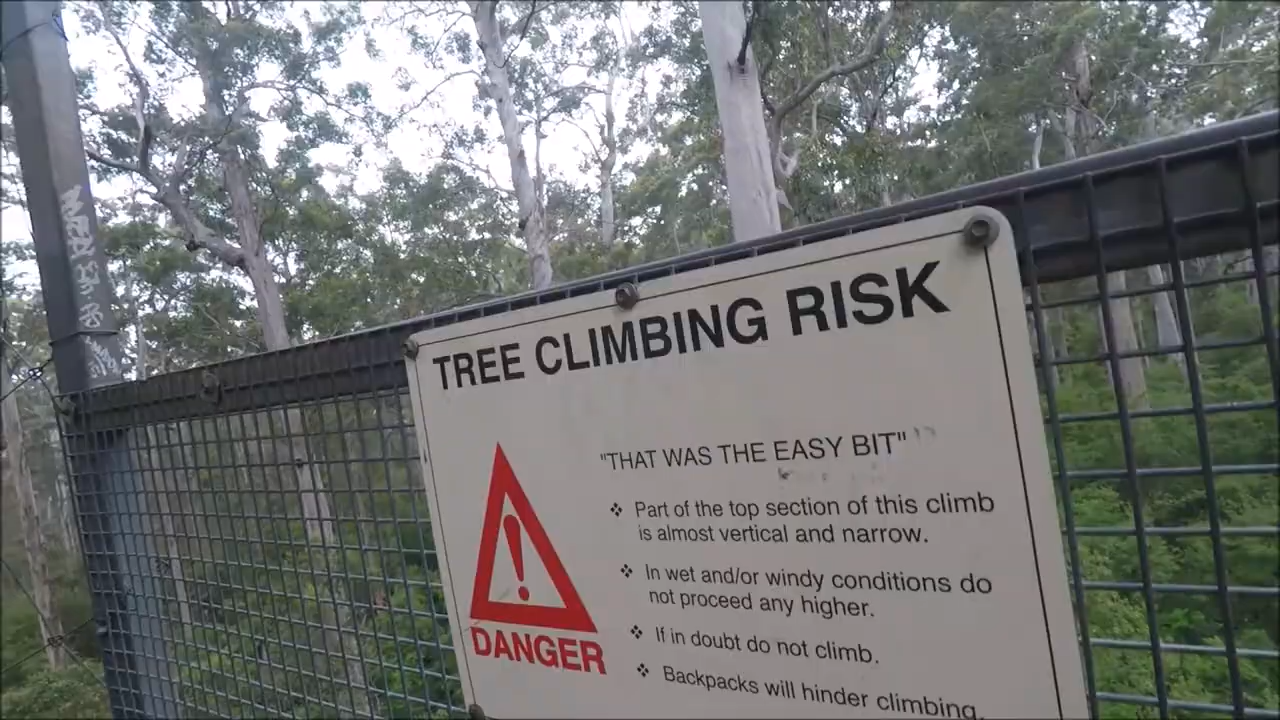 TREE CLIMBING RISK
"THAT WAS THE EASY BIT"
Part of the top section of this climb
is almost vertical and narrow.
In wet and/or windy conditions do
not proceed any higher.
If in doubt do not climb.
Backpacks will hinder climbing.
DANGER